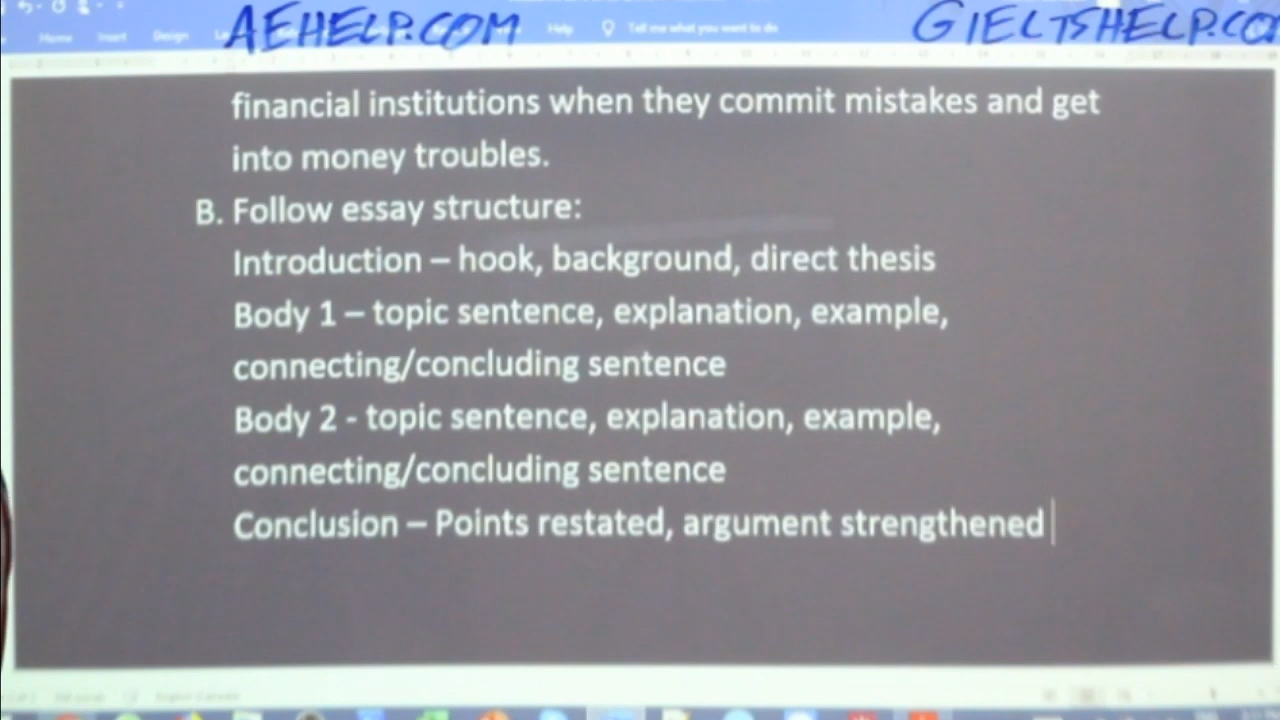 AEHELP.COM
GIELTSHELP.CO
Home Insert Design Help Tell me what you want to do
financial institutions when they commit mistakes and get
into money troubles.
B. Follow essay structure:
Introduction – hook, background, direct thesis
Body 1 – topic sentence, explanation, example,
connecting/concluding sentence
Body 2 - topic sentence, explanation, example,
connecting/concluding sentence
Conclusion – Points restated, argument strengthened